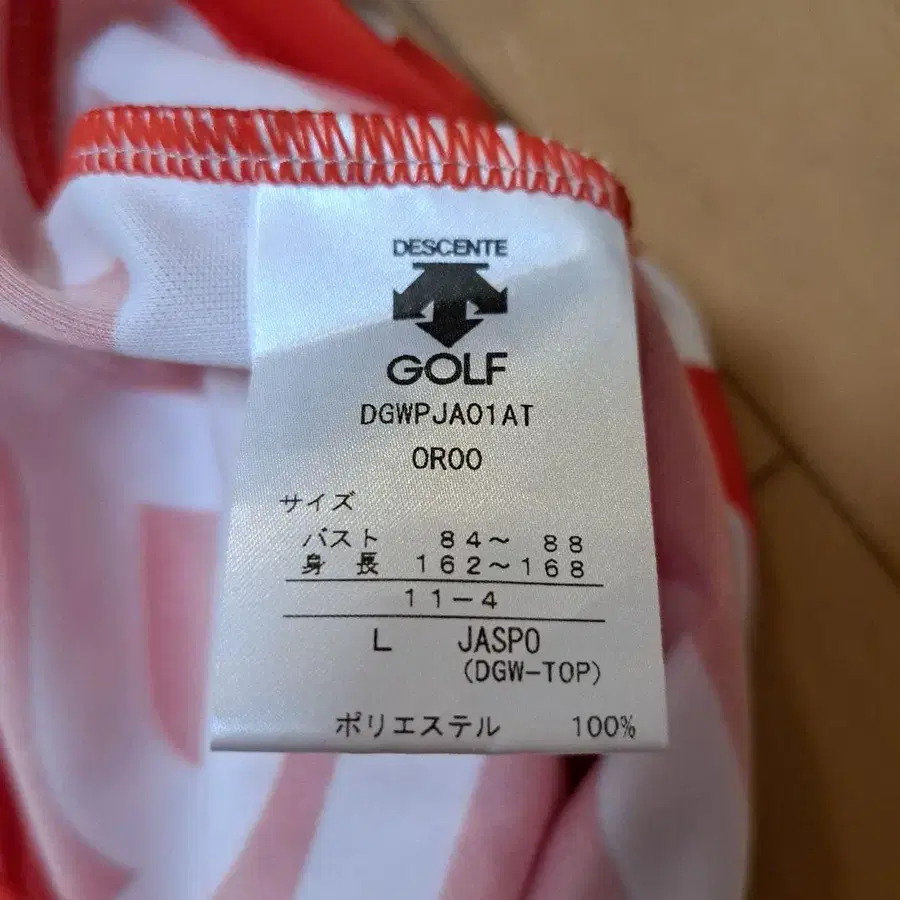 DESCENTE
GOLF
DGWPJA01AT
OR00
サイズ
バスト 84〜 88
身 長 162〜168
11−4
L JASPO
(DGW-TOP)
ポリエステル 100%